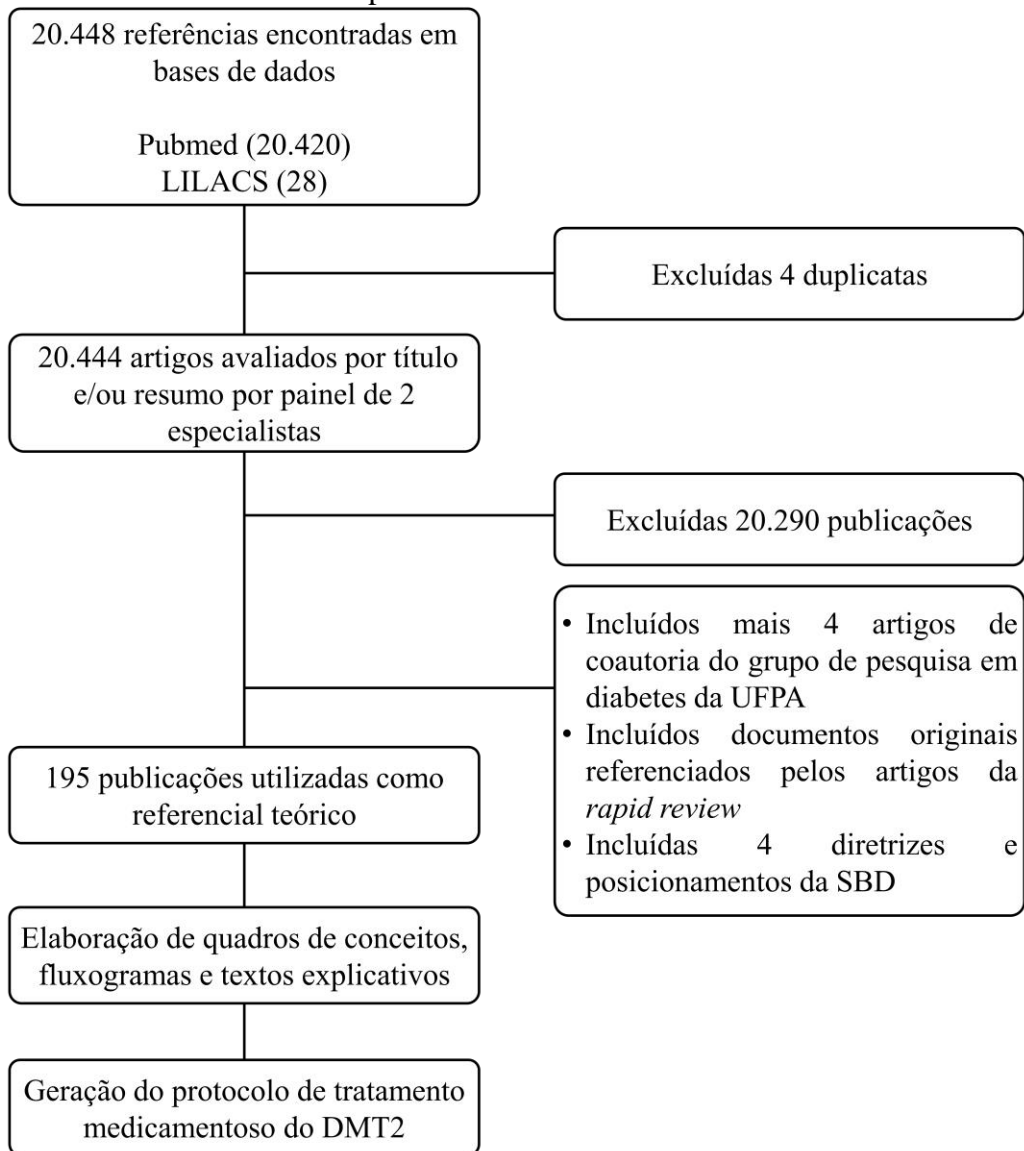 20.448 referências encontradas em
bases de dados
Pubmed (20.420)
LILACS (28)
Excluídas 4 duplicatas
20.444 artigos avaliados por título
e/ou resumo por painel de 2
especialistas
Excluídas 20.290 publicações
• Incluídos mais 4 artigos de
coautoria do grupo de pesquisa em
diabetes da UFPA
• Incluídos documentos originais
referenciados pelos artigos da
rapid review
• Incluídas 4 diretrizes e
posicionamentos da SBD
195 publicações utilizadas como
referencial teórico
Elaboração de quadros de conceitos,
fluxogramas e textos explicativos
Geração do protocolo de tratamento
medicamentoso do DMT2